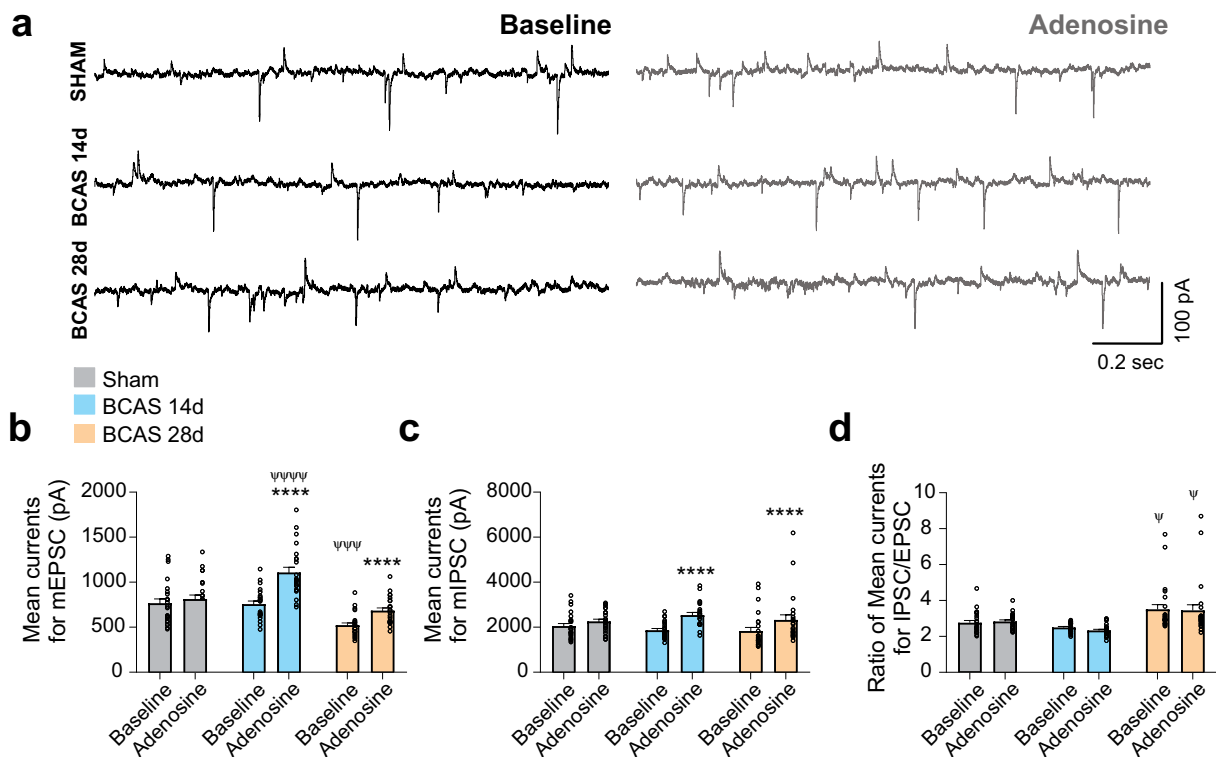 a
Baseline
Adenosine
SHAM
BCAS 14d
BCAS 28d
100 pA
0.2 sec
Sham
BCAS 14d
BCAS 28d
b
Mean currents
for mEPSC (pA)
2000
1500
1000
500
0
ψψψψ
****
ψψψ
****
Baseline
Adenosine
Baseline
Adenosine
Baseline
Adenosine
c
Mean currents
for mIPSC (pA)
8000
6000
4000
2000
0
****
****
Baseline
Adenosine
Baseline
Adenosine
Baseline
Adenosine
d
Ratio of Mean currents
for IPSC/EPSC
10
8
6
4
2
0
ψ
ψ
Baseline
Adenosine
Baseline
Adenosine
Baseline
Adenosine